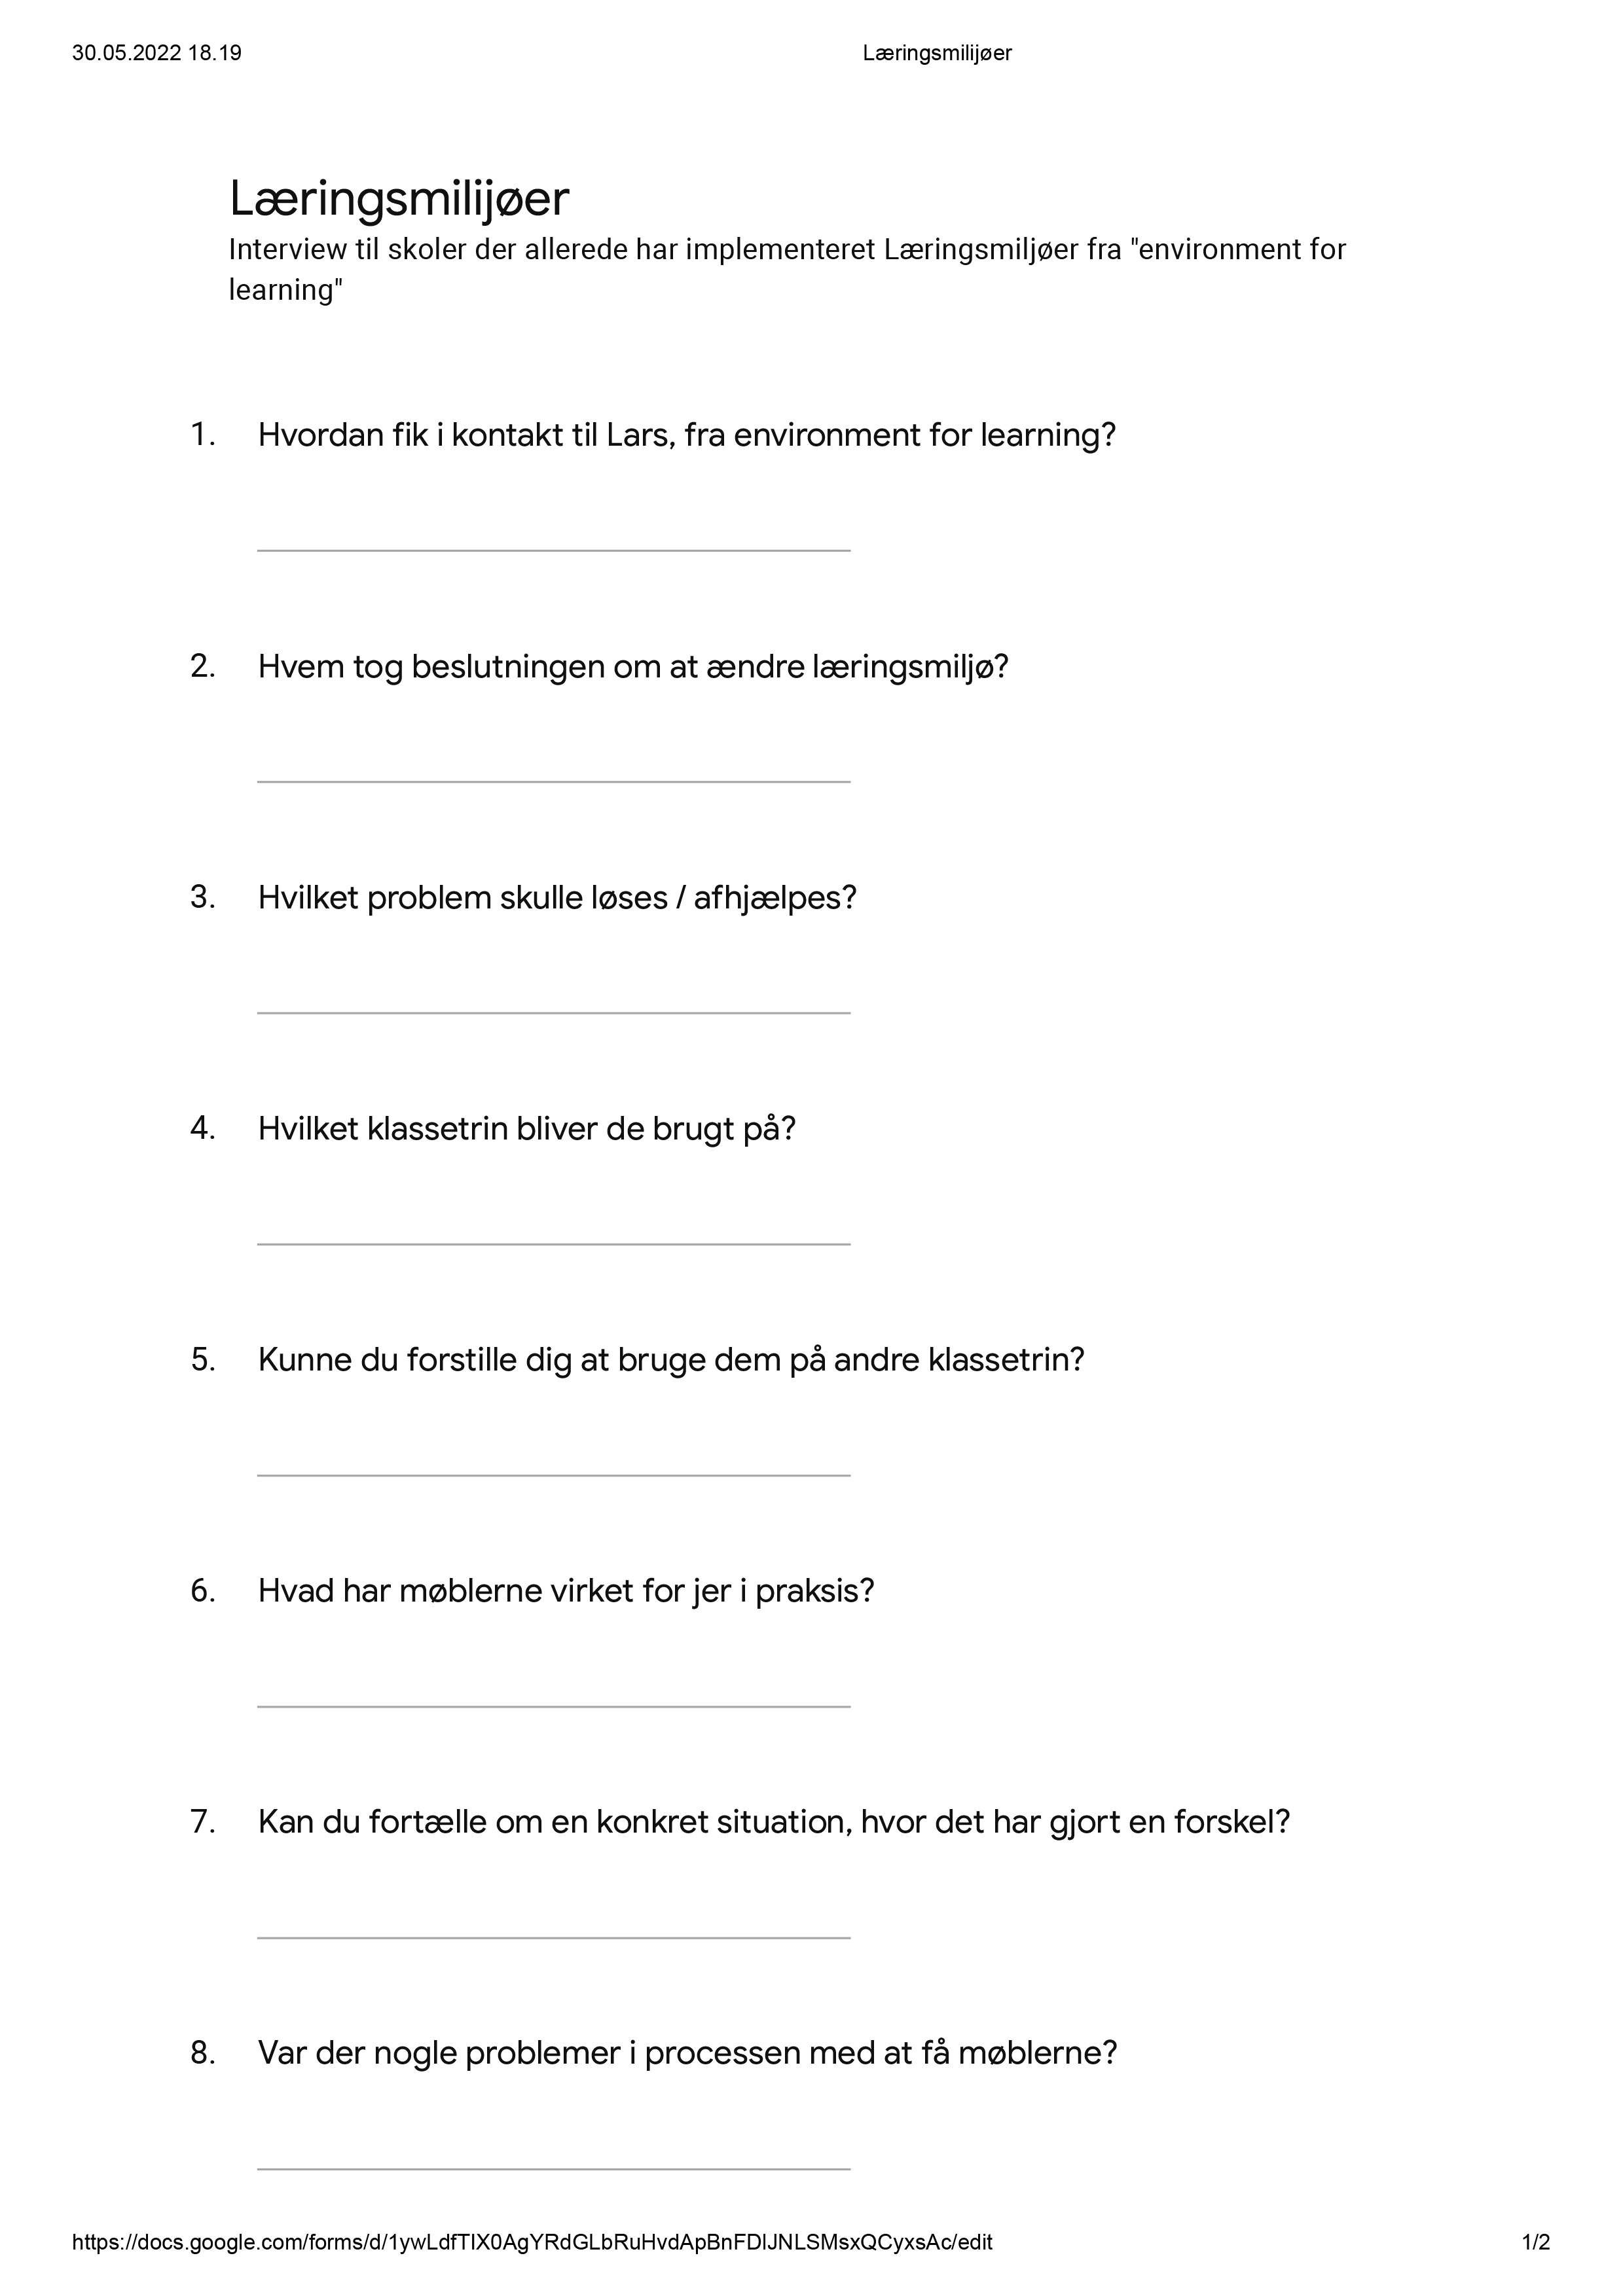 30.05.2022 18.19 Læringsmilijøer
Læringsmilijøer
Interview til skoler der allerede har implementeret Læringsmiljøer fra "environment for
learning"
1. Hvordan fik i kontakt til Lars, fra environment for learning?
2. Hvem tog beslutningen om at ændre læringsmiljø?
3. Hvilket problem skulle løses / afhjælpes?
4. Hvilket klassetrin bliver de brugt på?
5. Kunne du forstille dig at bruge dem på andre klassetrin?
6. Hvad har møblerne virket for jer i praksis?
7. Kan du fortælle om en konkret situation, hvor det har gjort en forskel?
8. Var der nogle problemer i processen med at få møblerne?
https://docs.google.com/forms/d/1ywLdfTIX0AgYRdGLbRuHvdApBnFDIJNLSMsxQCyxsAc/edit 1/2